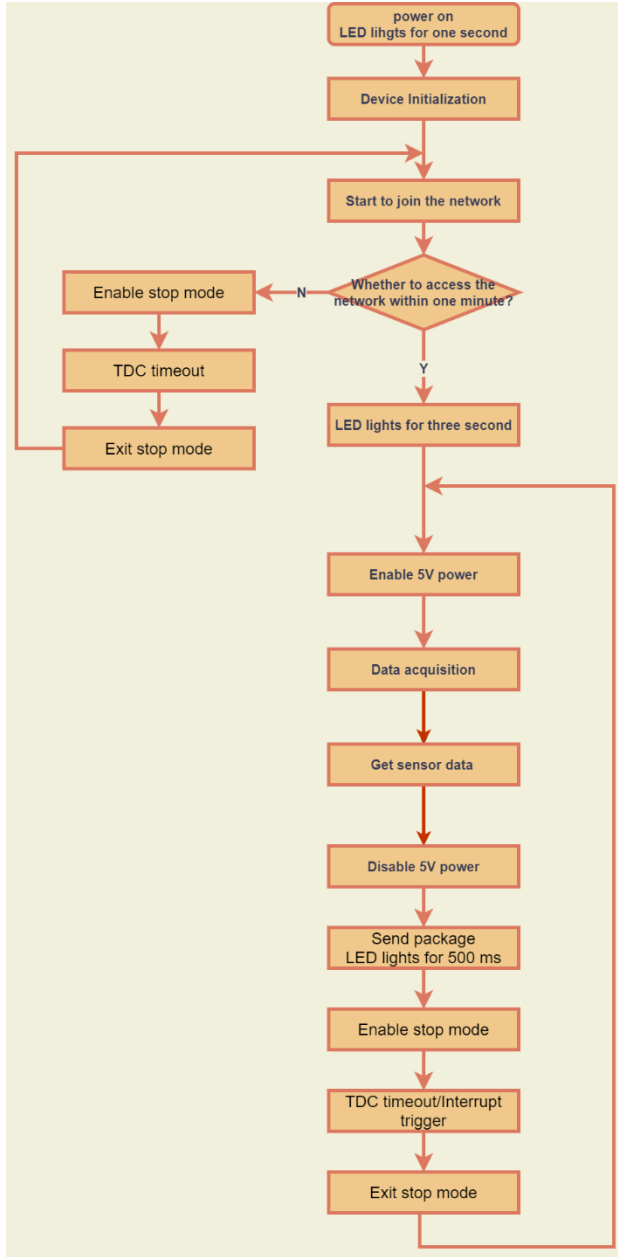 power on
LED lihgts for one second
Device Initialization
Start to join the network
Whether to access the
network within one minute?
N
Enable stop mode
TDC timeout
Exit stop mode
Y
LED lights for three second
Enable 5V power
Data acquisition
Get sensor data
Disable 5V power
Send package
LED lights for 500 ms
Enable stop mode
TDC timeout/Interrupt
trigger
Exit stop mode